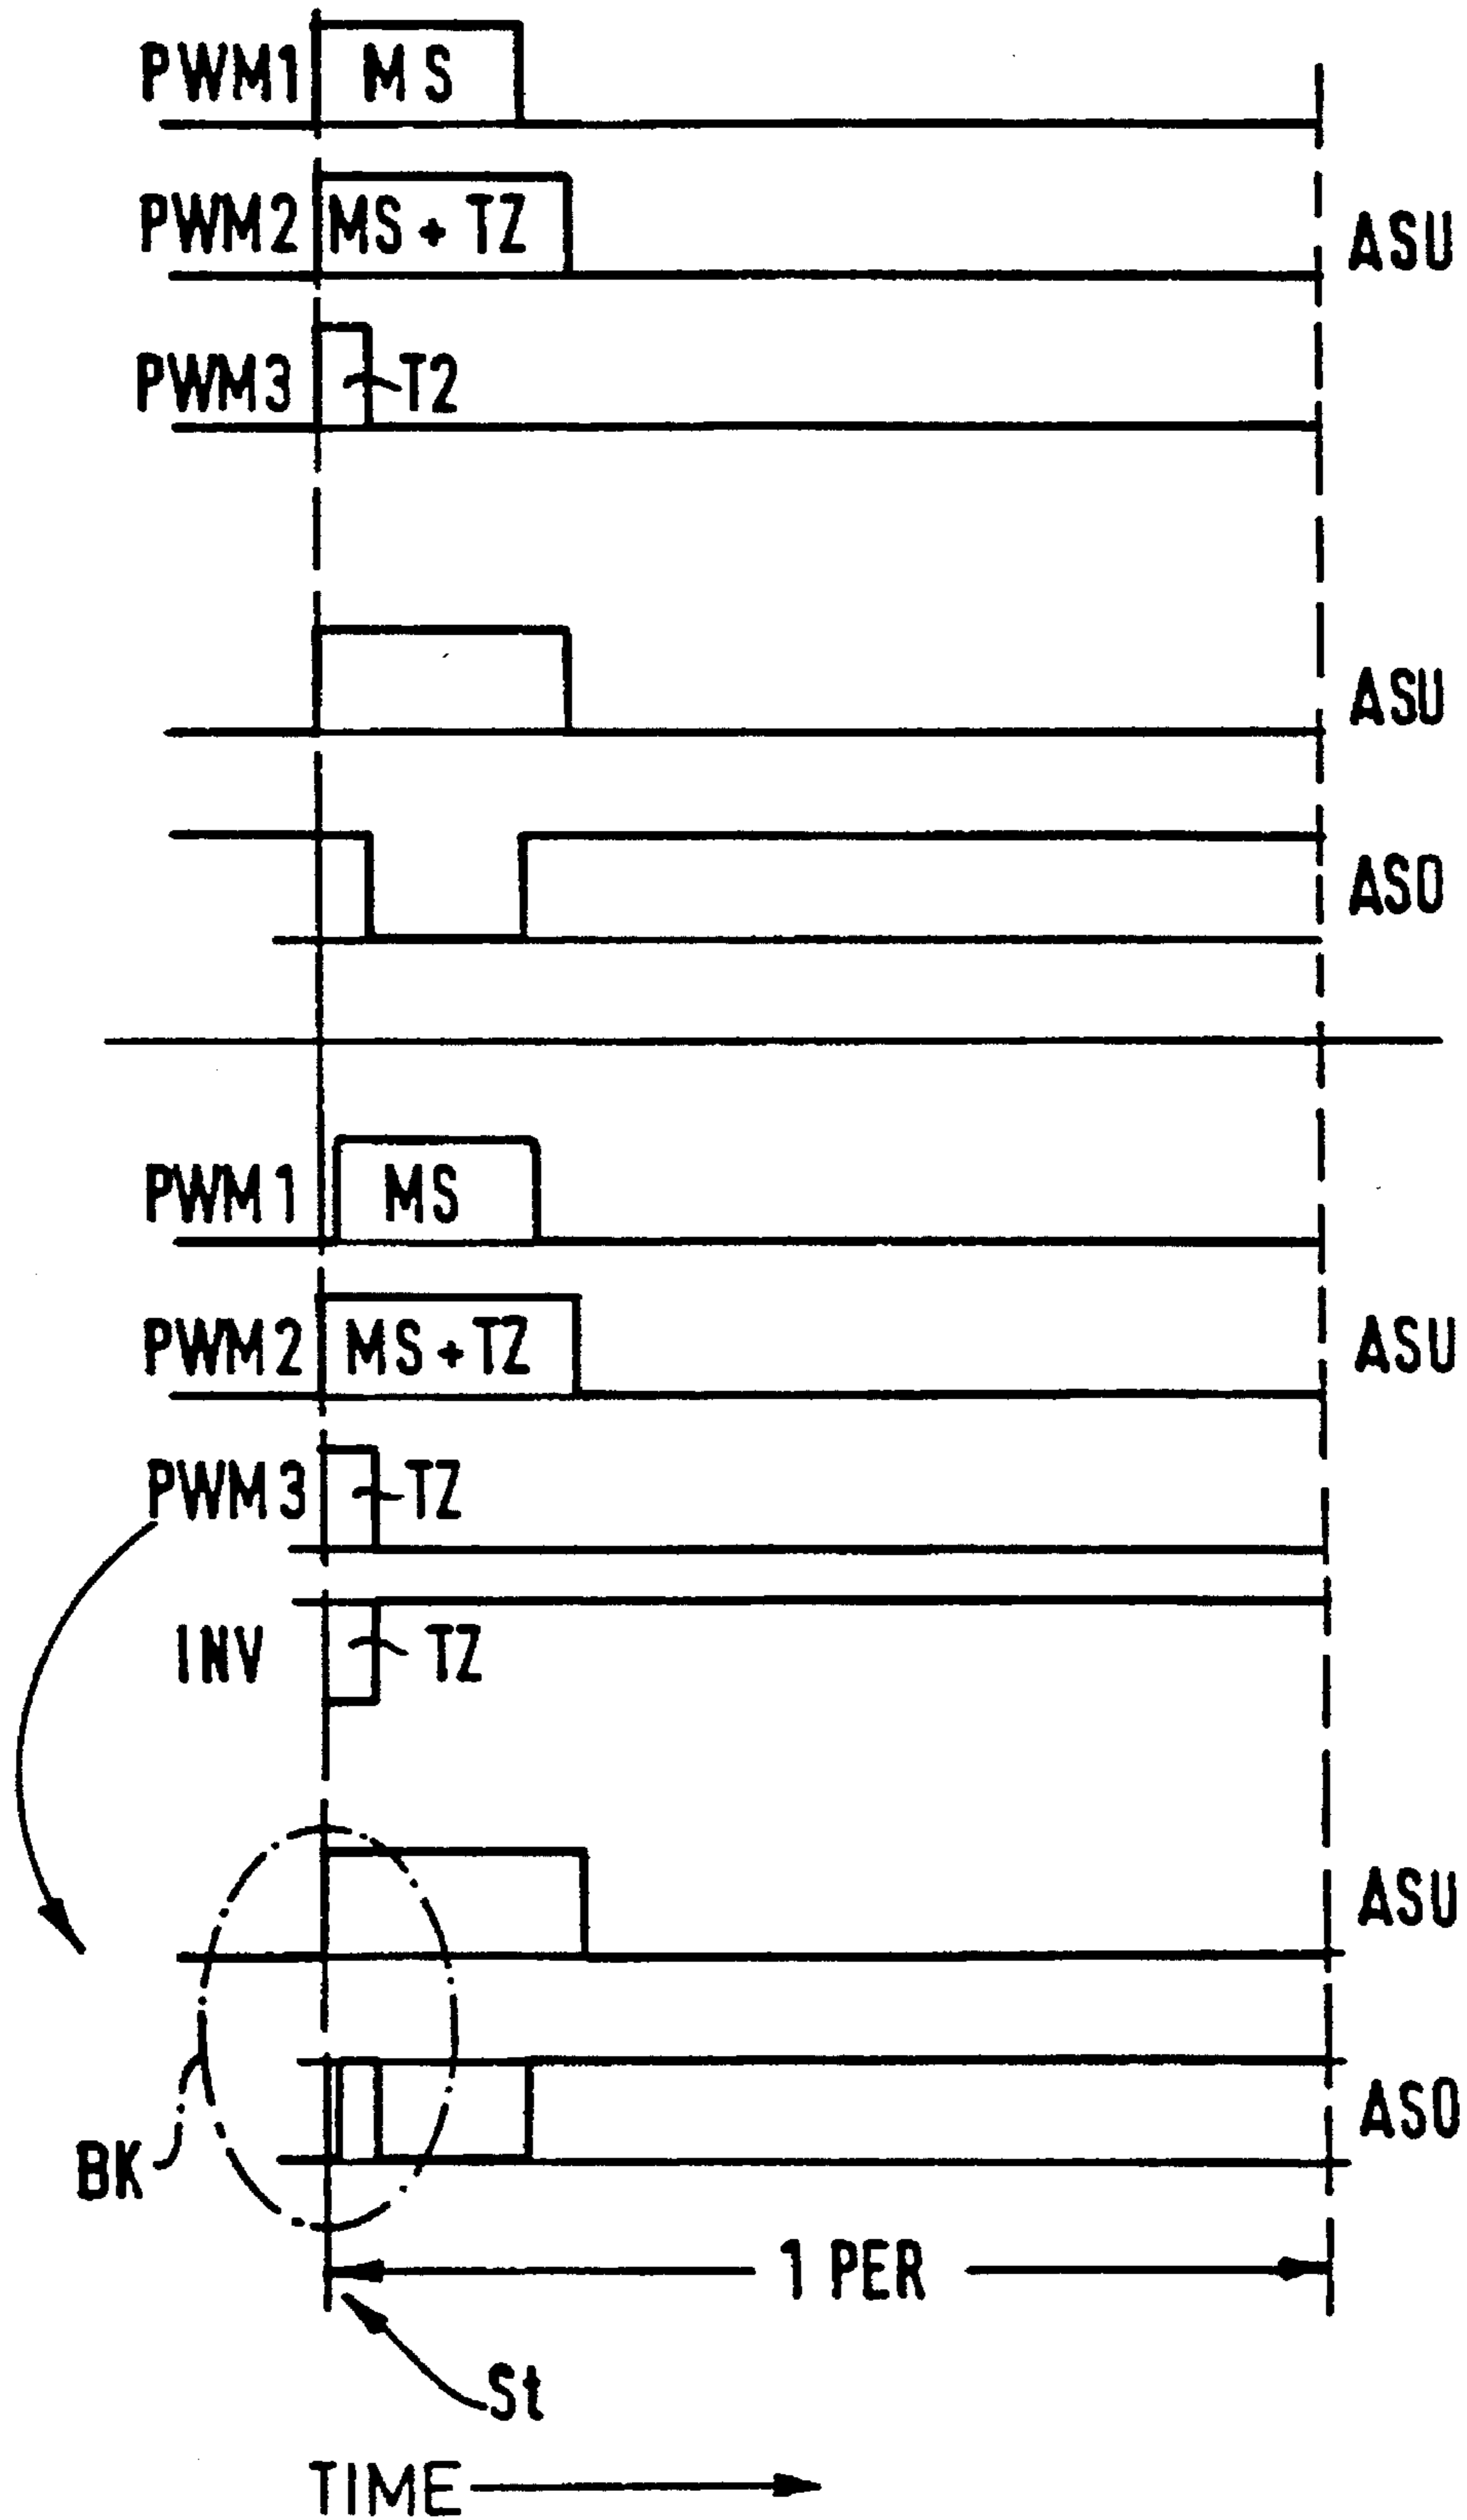 PWM1 MS
PWM2 MS+TZ ASU
PWM3 TZ
ASU
ASO
PWM1 MS
PWM2 MS+TZ ASU
PWM3 TZ
INV TZ
ASU
ASO
BK
1 PER
St
TIME